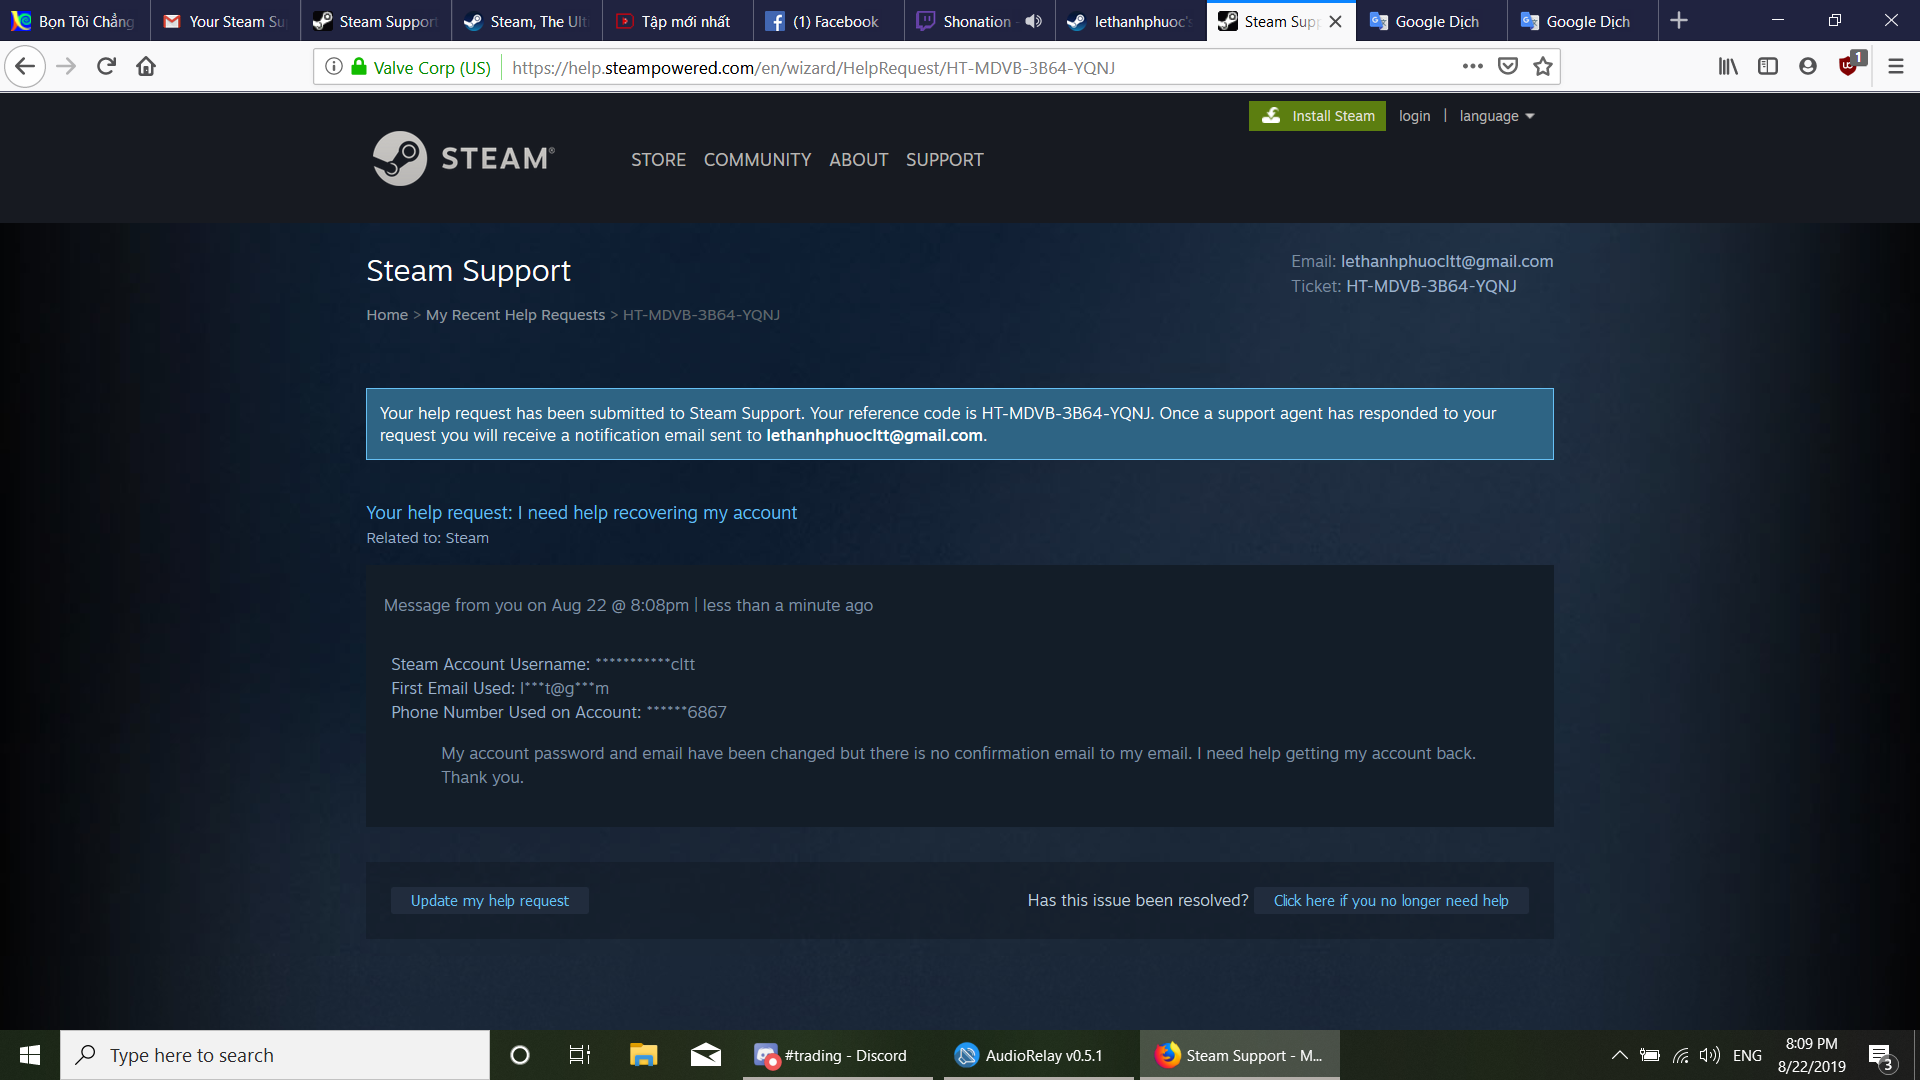 Bọn Tôi Chẳng
Your Steam Su
Steam Support
Steam, The Ult
Tập mới nhất
(1) Facebook
Shonation -
lethanhphuoc's
Steam Supp
Google Dịch
Google Dịch
Valve Corp (US)
https://help.steampowered.com/en/wizard/HelpRequest/HT-MDVB-3B64-YQNJ
1
Install Steam
login | language
STEAM®
STORE COMMUNITY ABOUT SUPPORT
Steam Support
Email: lethanhphuocltt@gmail.com
Ticket: HT-MDVB-3B64-YQNJ
Home > My Recent Help Requests > HT-MDVB-3B64-YQNJ
Your help request has been submitted to Steam Support. Your reference code is HT-MDVB-3B64-YQNJ. Once a support agent has responded to your
request you will receive a notification email sent to lethanhphuocltt@gmail.com.
Your help request: I need help recovering my account
Related to: Steam
Message from you on Aug 22 @ 8:08pm | less than a minute ago
Steam Account Username: ***********cltt
First Email Used: l***t@g***m
Phone Number Used on Account: ******6867
My account password and email have been changed but there is no confirmation email to my email. I need help getting my account back.
Thank you.
Update my help request
Has this issue been resolved? Click here if you no longer need help
Type here to search
#trading - Discord
AudioRelay v0.5.1
Steam Support - M...
ENG
8:09 PM
8/22/2019
3